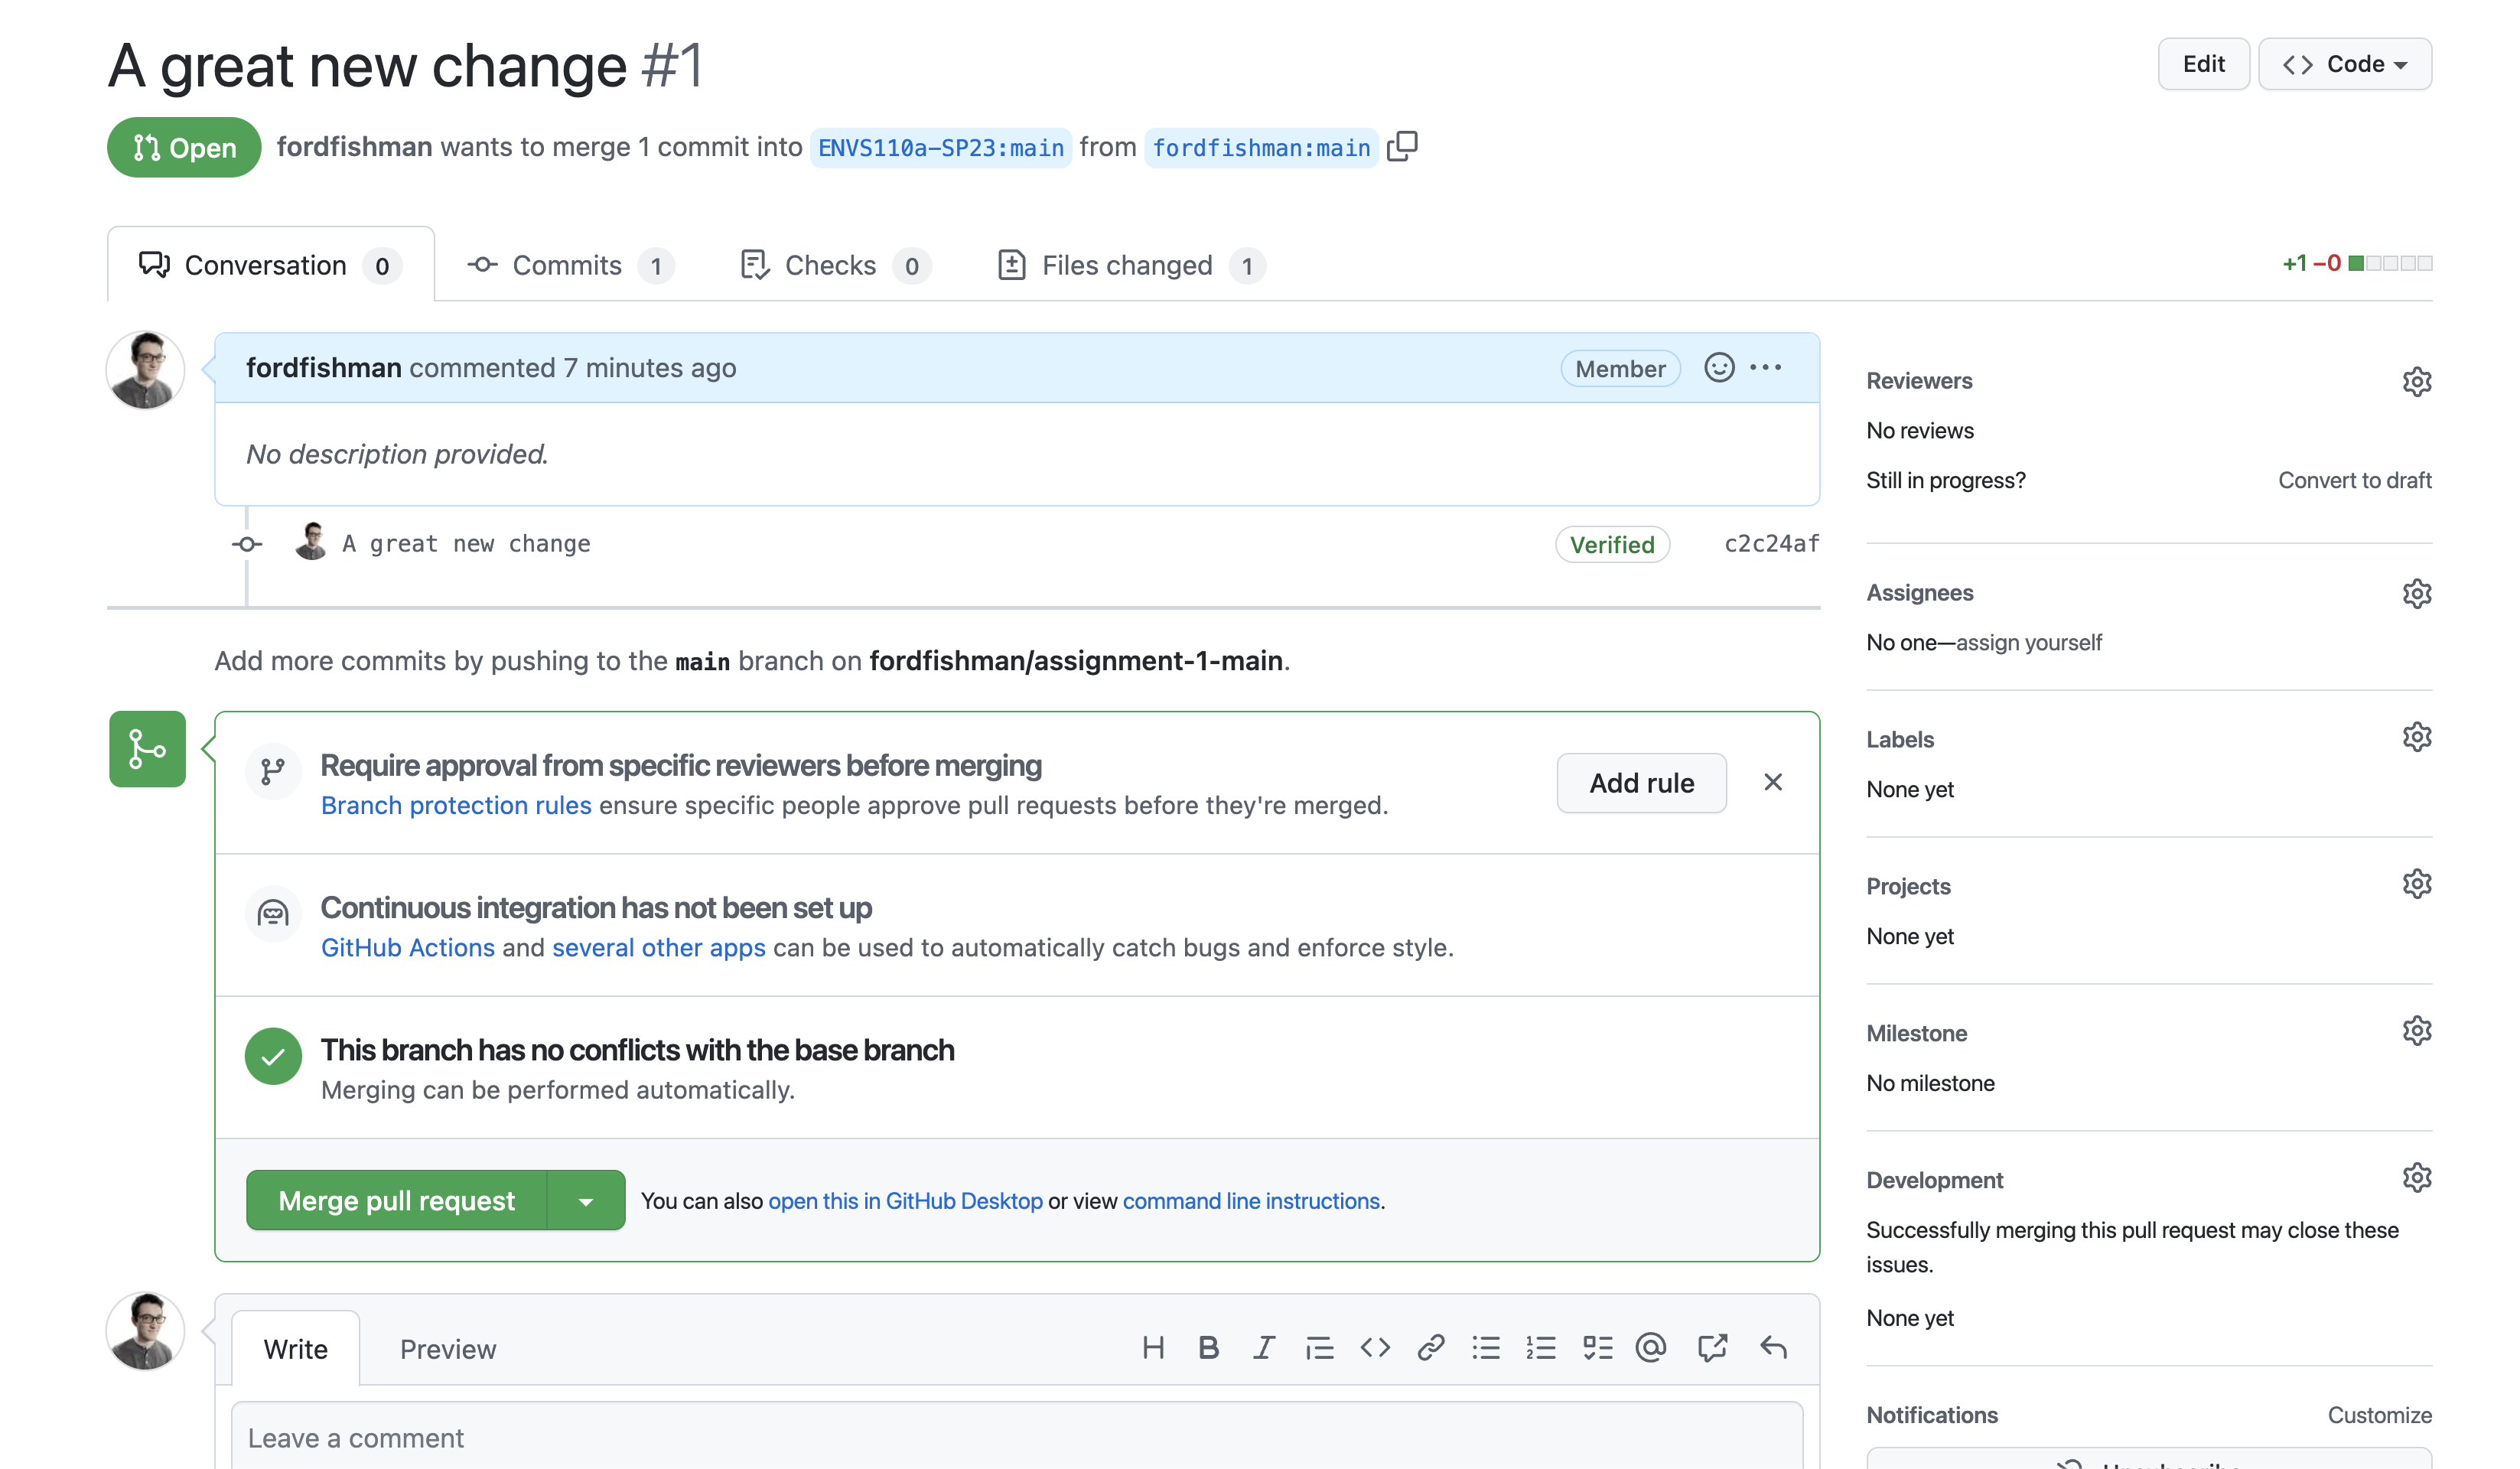 A great new change #1
Edit
Code
Open
fordfishman wants to merge 1 commit into ENVS110a-SP23:main from fordfishman:main
Conversation 0
Commits 1
Checks 0
Files changed 1
+1 −0
fordfishman commented 7 minutes ago
Member
No description provided.
A great new change
Verified
c2c24af
Add more commits by pushing to the main branch on fordfishman/assignment-1-main.
Require approval from specific reviewers before merging
Branch protection rules ensure specific people approve pull requests before they're merged.
Add rule
Continuous integration has not been set up
GitHub Actions and several other apps can be used to automatically catch bugs and enforce style.
This branch has no conflicts with the base branch
Merging can be performed automatically.
Merge pull request
You can also open this in GitHub Desktop or view command line instructions.
Write
Preview
H B I
Leave a comment
Reviewers
No reviews
Still in progress?
Convert to draft
Assignees
No one—assign yourself
Labels
None yet
Projects
None yet
Milestone
No milestone
Development
Successfully merging this pull request may close these
issues.
None yet
Notifications
Customize